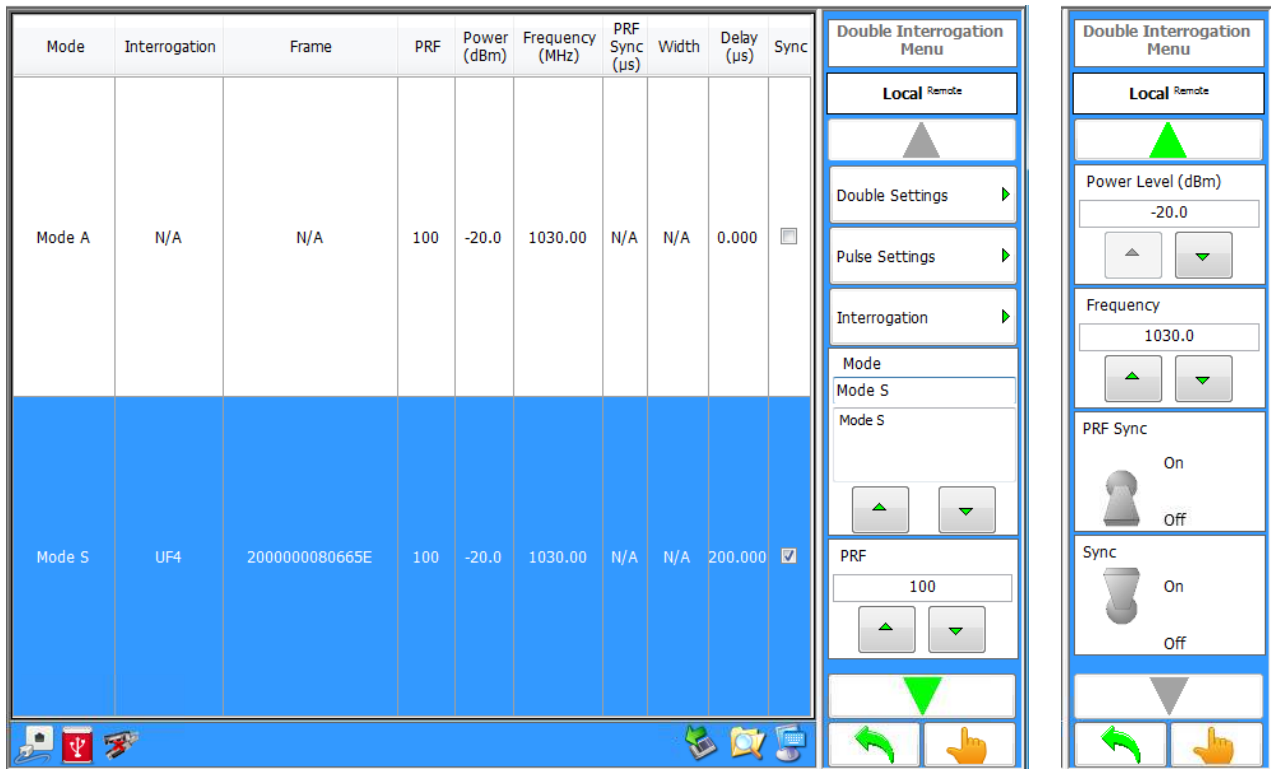 Mode Interrogation Frame PRF Power (dBm) Frequency (MHz) PRF Sync (µs) Width Delay (µs) Sync
Mode A N/A N/A 100 -20.0 1030.00 N/A N/A 0.000
Mode S UF4 2000000080665E 100 -20.0 1030.00 N/A N/A 200.000
Double Interrogation
Menu
Local Remote
Double Settings
Pulse Settings
Interrogation
Mode
Mode S
Mode S
PRF
100
Double Interrogation
Menu
Local Remote
Power Level (dBm)
-20.0
Frequency
1030.0
PRF Sync
On
Off
Sync
On
Off